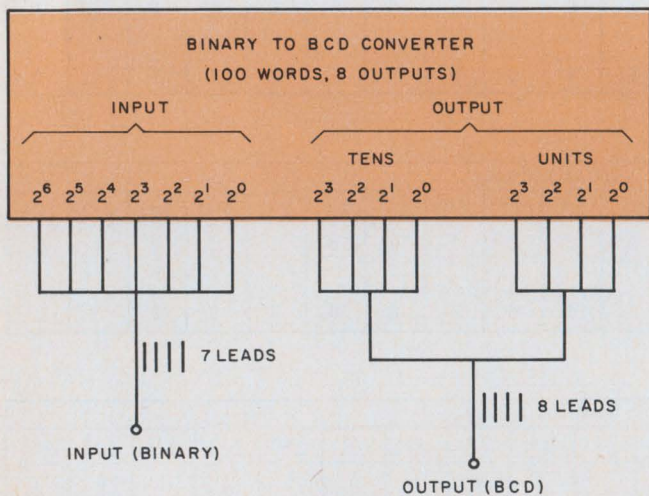 BINARY TO BCD CONVERTER
(100 WORDS, 8 OUTPUTS)
INPUT
OUTPUT
TENS
UNITS
2⁶ 2⁵ 2⁴ 2³ 2² 2¹ 2⁰
2³ 2² 2¹ 2⁰
2³ 2² 2¹ 2⁰
7 LEADS
8 LEADS
INPUT (BINARY)
OUTPUT (BCD)